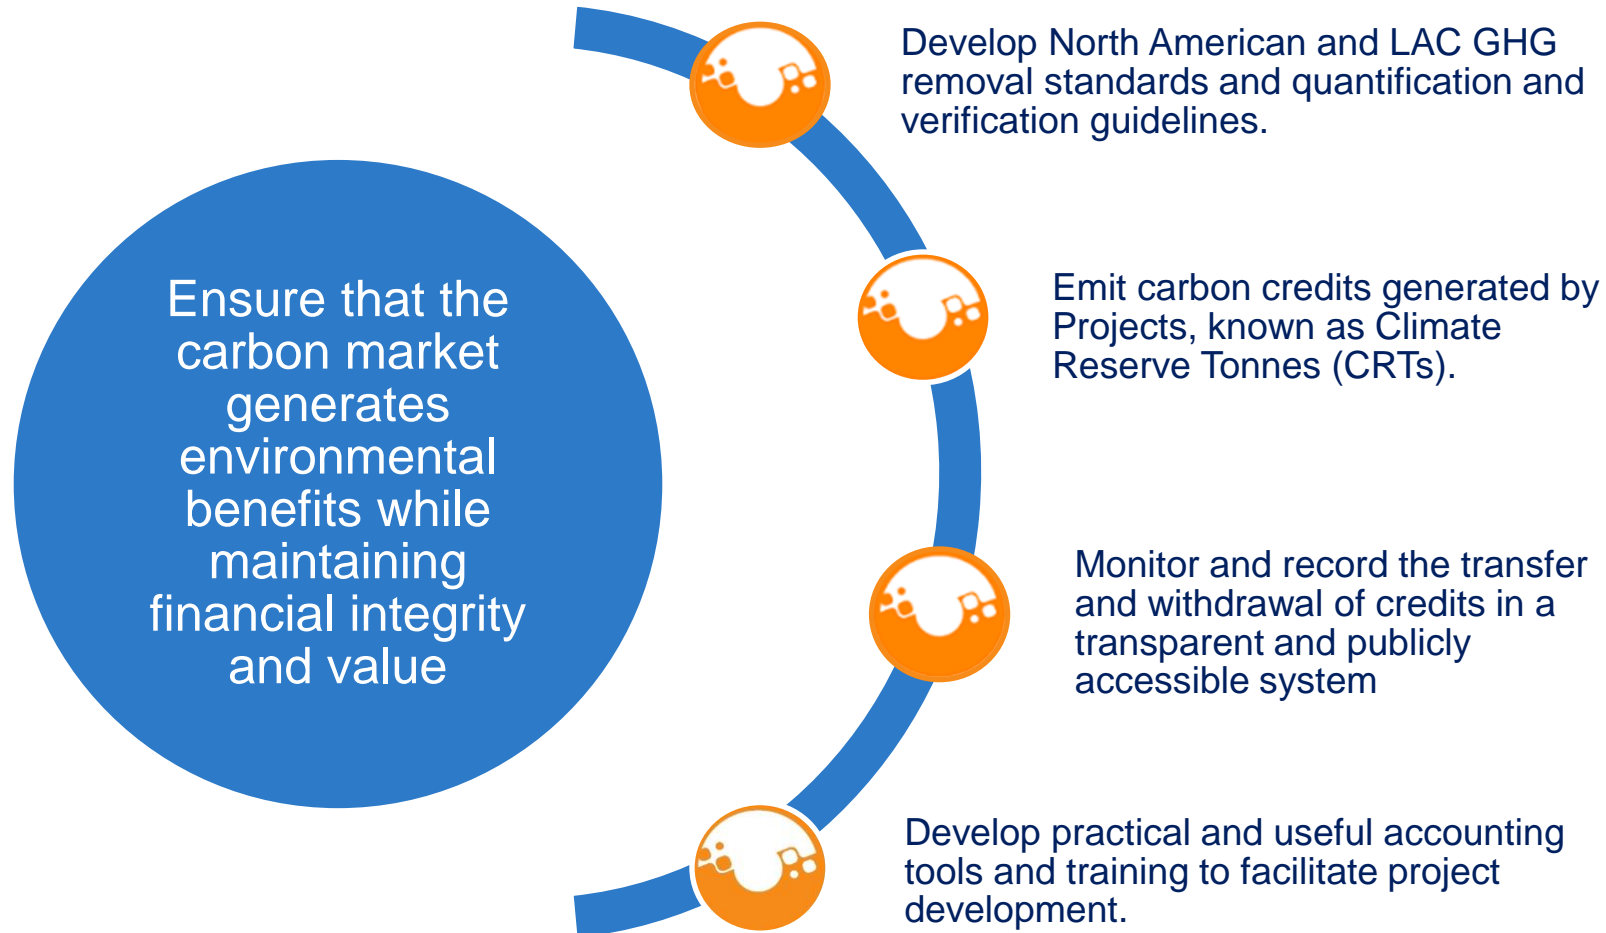 Ensure that the
carbon market
generates
environmental
benefits while
maintaining
financial integrity
and value
Develop North American and LAC GHG
removal standards and quantification and
verification guidelines.
Emit carbon credits generated by
Projects, known as Climate
Reserve Tonnes (CRTs).
Monitor and record the transfer
and withdrawal of credits in a
transparent and publicly
accessible system
Develop practical and useful accounting
tools and training to facilitate project
development.